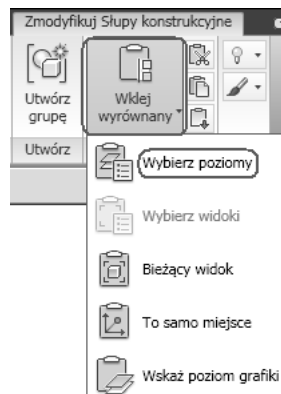 Zmodyfikuj Słupy konstrukcyjne
Utwórz
grupę
Wklej
wyrównany
Utwórz
Wybierz poziomy
Wybierz widoki
Bieżący widok
To samo miejsce
Wskaż poziom grafiki